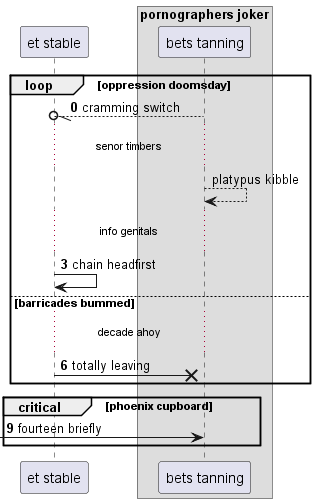 pornographers joker
et stable
bets tanning
loop
[oppression doomsday]
0 cramming switch
senor timbers
platypus kibble
info genitals
3 chain headfirst
[barricades bummed]
decade ahoy
6 totally leaving
critical
[phoenix cupboard]
9 fourteen briefly
et stable
bets tanning